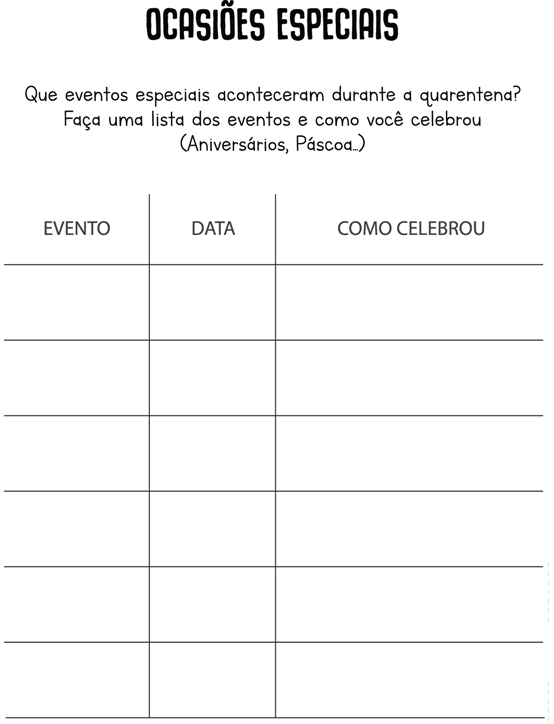 OCASIÕES ESPECIAIS
Que eventos especiais aconteceram durante a quarentena?
Faça uma lista dos eventos e como você celebrou
(Aniversários, Páscoa...)
EVENTO DATA COMO CELEBROU